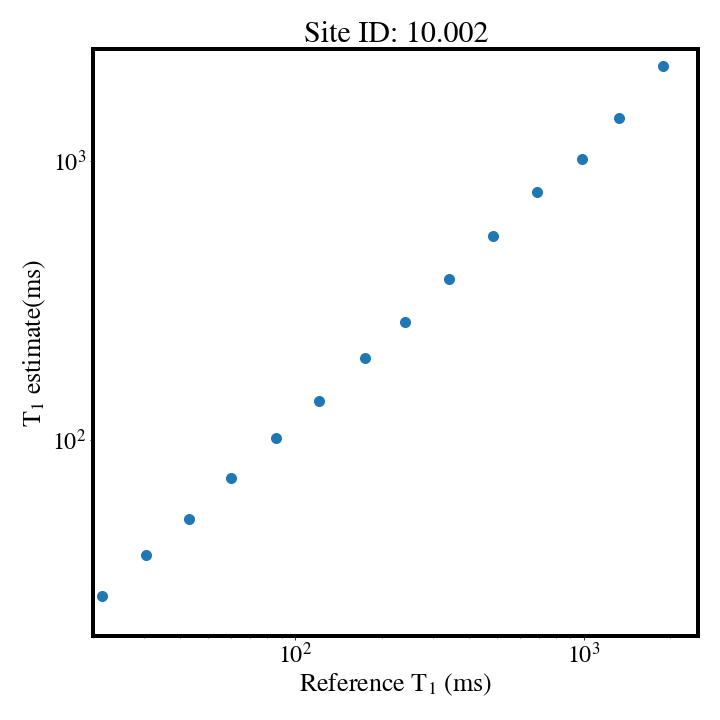 Site ID: 10.002
10³
T₁ estimate(ms)
10²
10² 10³
Reference T₁ (ms)